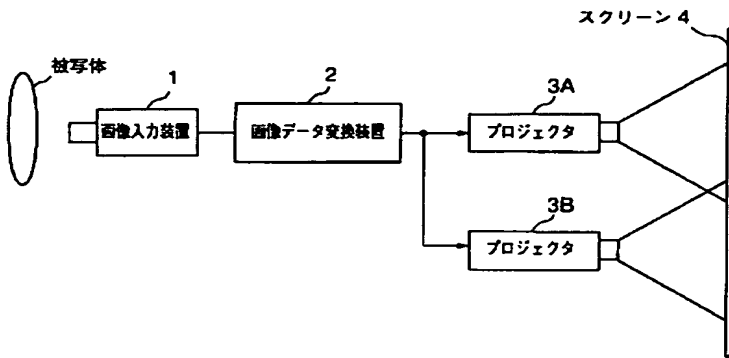 スクリーン 4
被写体
1
2
3A
画像入力装置
画像データ変換装置
プロジェクタ
3B
プロジェクタ